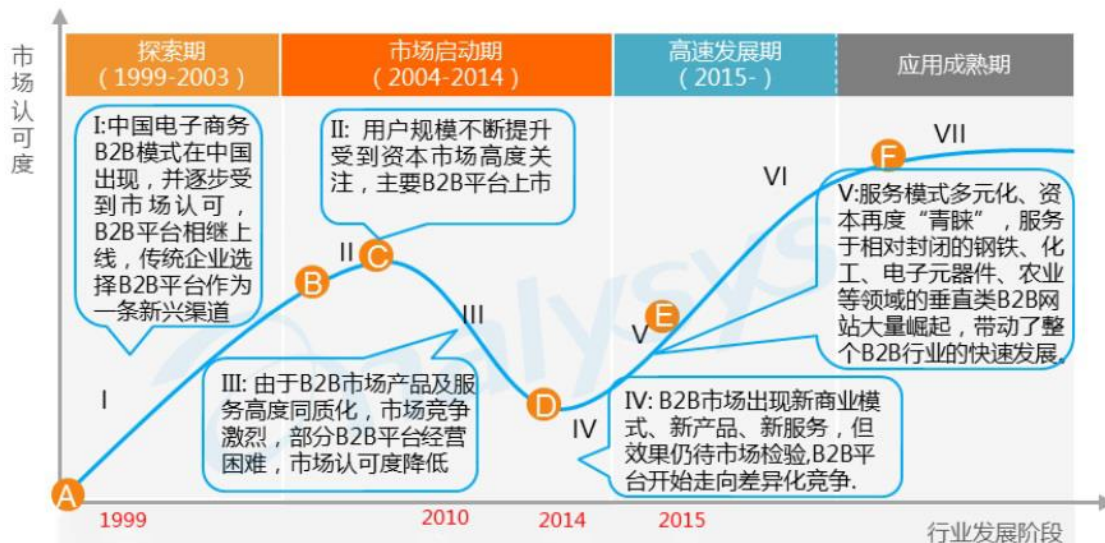 市场认可度
探索期
（1999-2003）
市场启动期
（2004-2014）
高速发展期
（2015-）
应用成熟期
I:中国电子商务
B2B模式在中国
出现，并逐步受
到市场认可，
B2B平台相继上
线，传统企业选
择B2B平台作为
一条新兴渠道
II: 用户规模不断提升
受到资本市场高度关
注，主要B2B平台上市
VII
F
VI
V:服务模式多元化、资
本再度“青睐”，服务
于相对封闭的钢铁、化
工、电子元器件、农业
等领域的垂直类B2B网
站大量崛起，带动了整
个B2B行业的快速发展。
II
C
B
III
E
V
I
III: 由于B2B市场产品及服
务高度同质化，市场竞争
激烈，部分B2B平台经营
困难，市场认可度降低
D
IV
IV: B2B市场出现新商业模
式、新产品、新服务，但
效果仍待市场检验,B2B平
台开始走向差异化竞争.
A
1999
2010
2014
2015
行业发展阶段
analysys